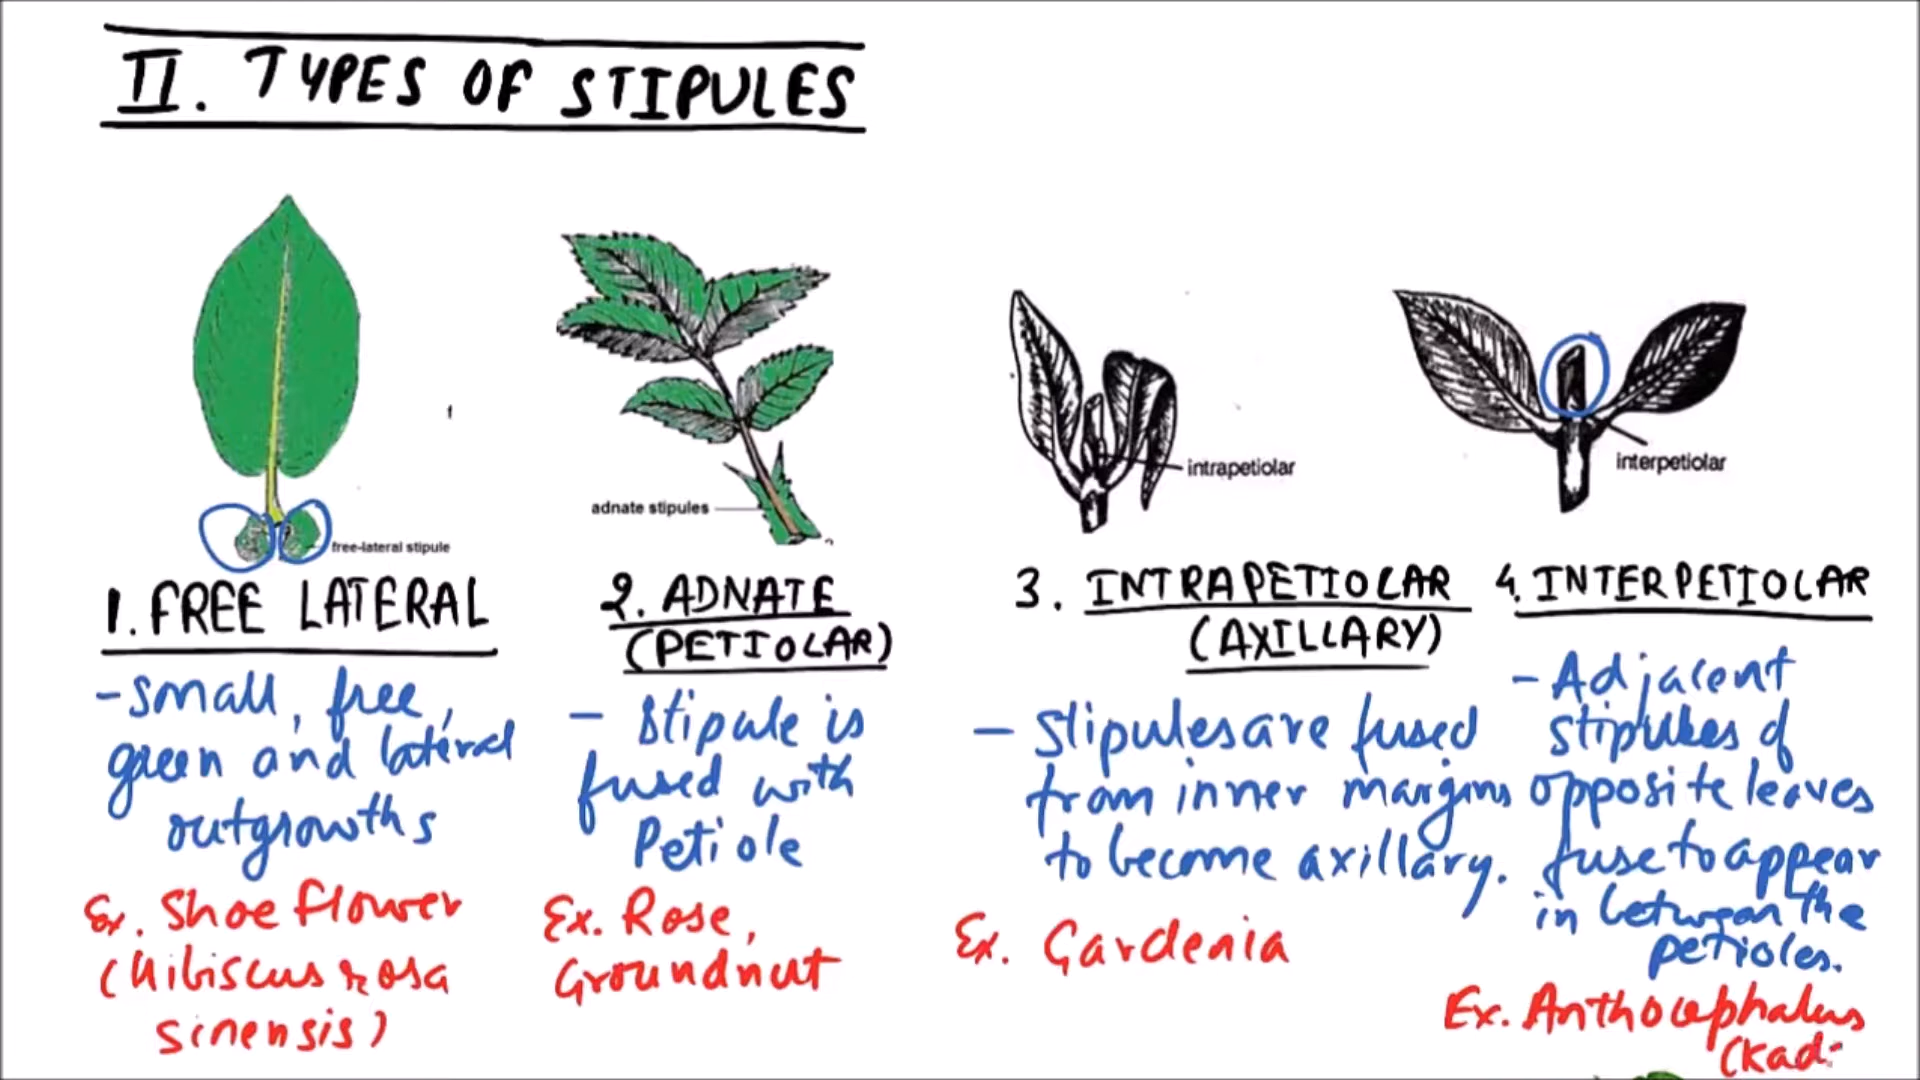 II. TYPES OF STIPULES
free-lateral stipule
adnate stipules
intrapetiolar
interpetiolar
1. FREE LATERAL
- Small, free,
green and lateral
outgrowths
Ex. Shoe flower
(Hibiscus rosa
sinensis)
2. ADNATE
(PETIOLAR)
- Stipule is
fused with
Petiole
Ex. Rose,
Groundnut
3. INTRAPETIOLAR
(AXILLARY)
- Stipules are fused
from inner margins
to become axillary.
Ex. Gardenia
4. INTERPETIOLAR
- Adjacent
stipules of
opposite leaves
fuse to appear
in between the
petioles.
Ex. Anthocephalus
(Kad